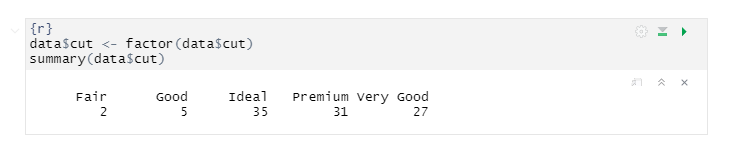 {r}
data$cut <- factor(data$cut)
summary(data$cut)
Fair Good Ideal Premium Very Good
2 5 35 31 27